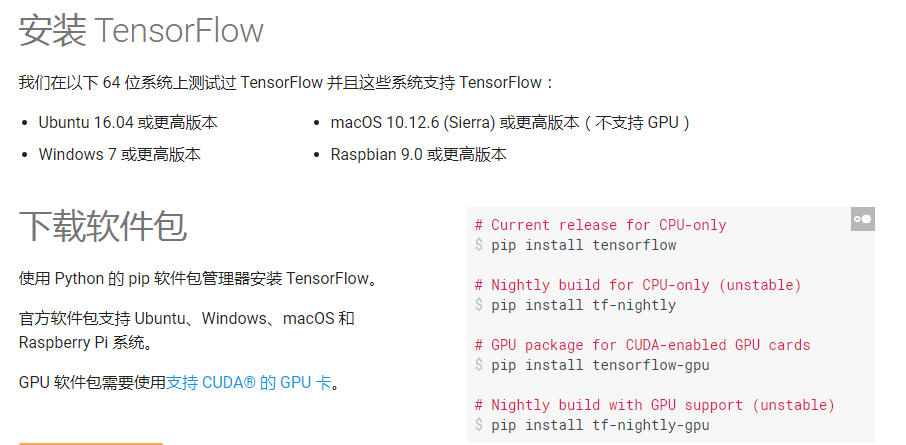 安装 TensorFlow
我们在以下 64 位系统上测试过 TensorFlow 并且这些系统支持 TensorFlow：
• Ubuntu 16.04 或更高版本
• Windows 7 或更高版本
• macOS 10.12.6 (Sierra) 或更高版本（不支持 GPU）
• Raspbian 9.0 或更高版本
下载软件包
使用 Python 的 pip 软件包管理器安装 TensorFlow。
官方软件包支持 Ubuntu、Windows、macOS 和
Raspberry Pi 系统。
GPU 软件包需要使用支持 CUDA® 的 GPU 卡。
# Current release for CPU-only
$ pip install tensorflow
# Nightly build for CPU-only (unstable)
$ pip install tf-nightly
# GPU package for CUDA-enabled GPU cards
$ pip install tensorflow-gpu
# Nightly build with GPU support (unstable)
$ pip install tf-nightly-gpu